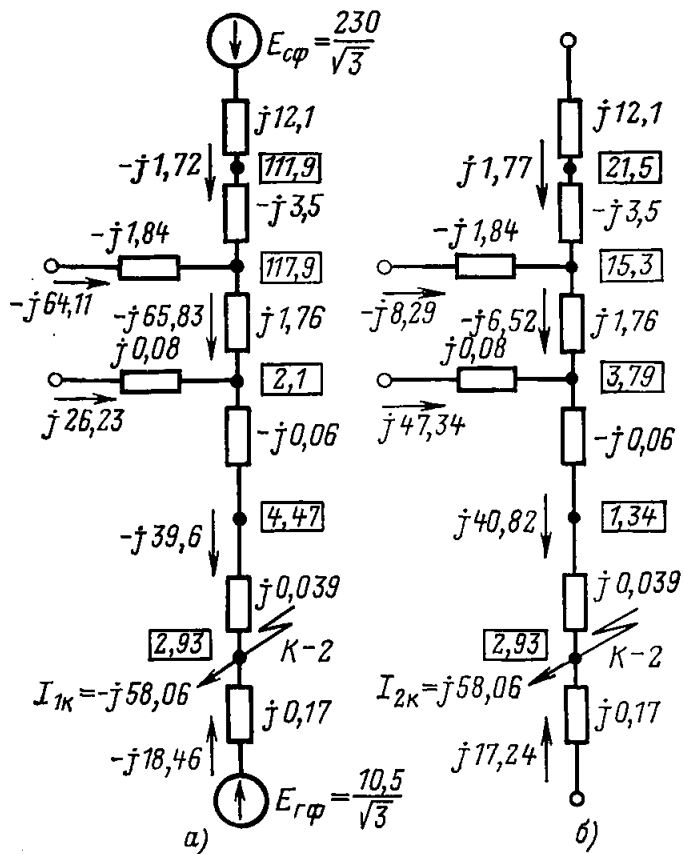 E_сф = 230/√3
j12,1
-j1,72
111,9
-j3,5
-j1,84
117,9
-j64,11
-j65,83
j1,76
j0,08
2,1
j26,23
-j0,06
4,47
-j39,6
j0,039
2,93
К-2
I_1к = -j58,06
j0,17
-j18,46
E_гф = 10,5/√3
а)
j12,1
j1,77
21,5
-j3,5
-j1,84
15,3
-j8,29
-j6,52
j1,76
j0,08
3,79
j47,34
-j0,06
1,34
j40,82
j0,039
2,93
К-2
I_2к = j58,06
j0,17
j17,24
б)